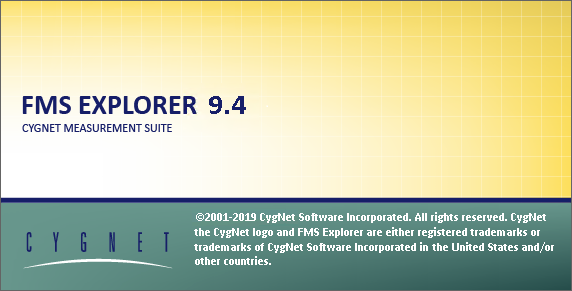 FMS EXPLORER 9.4
CYGNET MEASUREMENT SUITE
©2001-2019 CygNet Software Incorporated. All rights reserved. CygNet
the CygNet logo and FMS Explorer are either registered trademarks or
trademarks of CygNet Software Incorporated in the United States and/or
other countries.
CYGNET